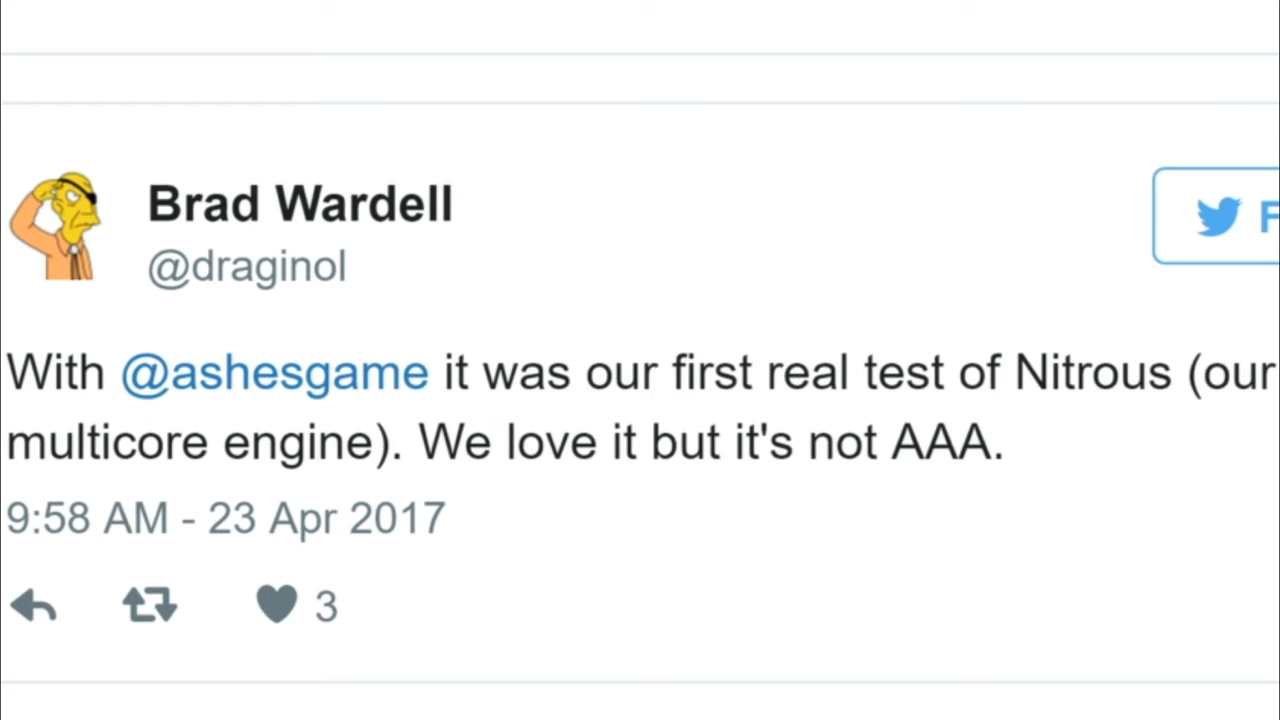 Brad Wardell
@draginol
F
With @ashesgame it was our first real test of Nitrous (our
multicore engine). We love it but it's not AAA.
9:58 AM - 23 Apr 2017
3